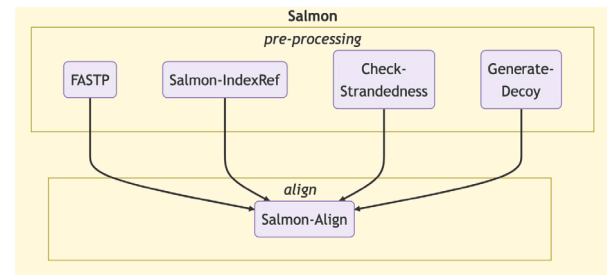 Salmon
pre-processing
FASTP
Salmon-IndexRef
Check-
Strandedness
Generate-
Decoy
align
Salmon-Align